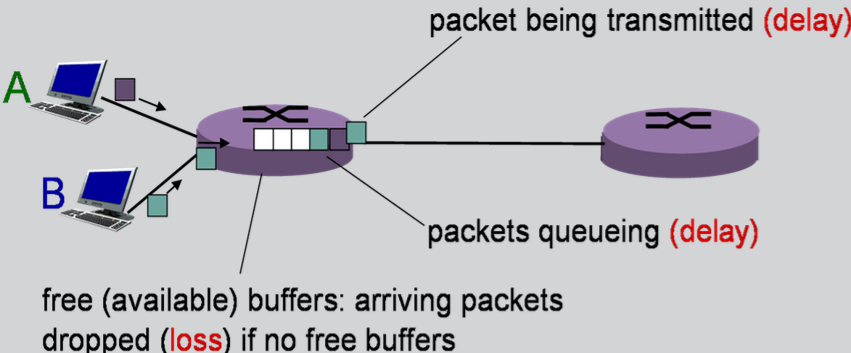 packet being transmitted (delay)
A
B
packets queueing (delay)
free (available) buffers: arriving packets
dropped (loss) if no free buffers